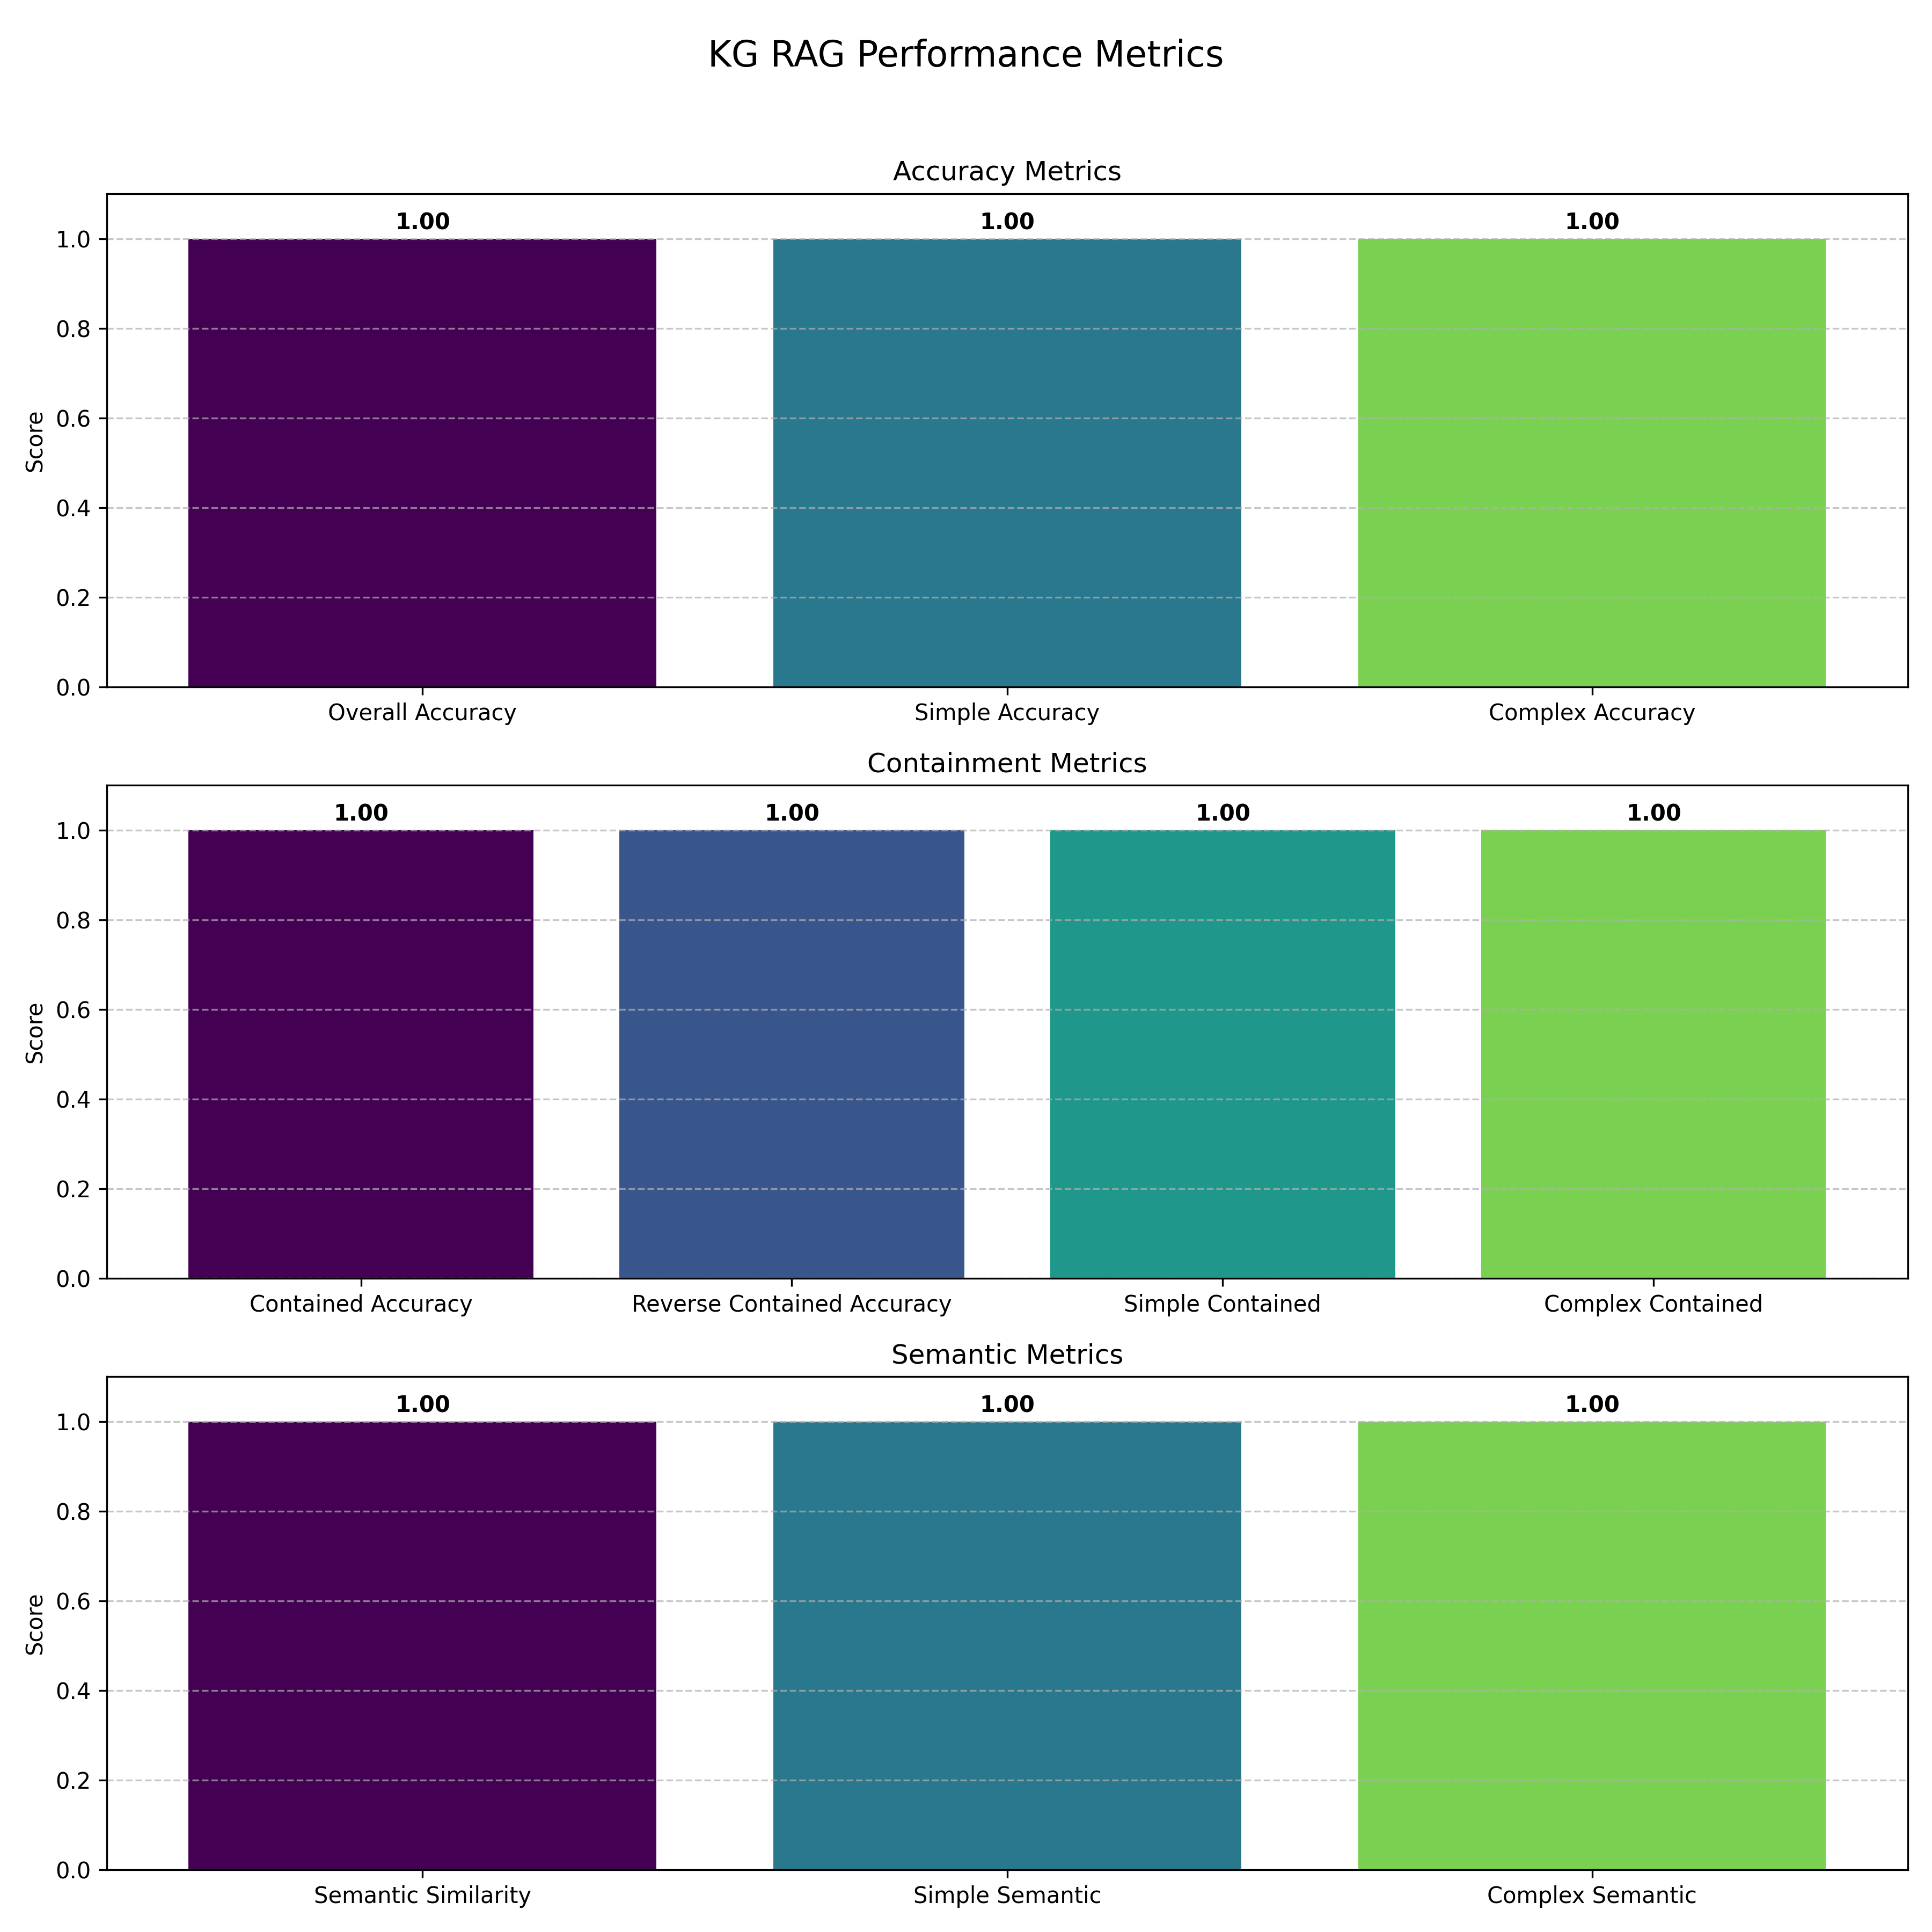 KG RAG Performance Metrics
Accuracy Metrics
1.00 1.00 1.00
1.0
0.8
0.6
0.4
0.2
0.0
Score
Overall Accuracy Simple Accuracy Complex Accuracy
Containment Metrics
1.00 1.00 1.00 1.00
1.0
0.8
0.6
0.4
0.2
0.0
Score
Contained Accuracy Reverse Contained Accuracy Simple Contained Complex Contained
Semantic Metrics
1.00 1.00 1.00
1.0
0.8
0.6
0.4
0.2
0.0
Score
Semantic Similarity Simple Semantic Complex Semantic